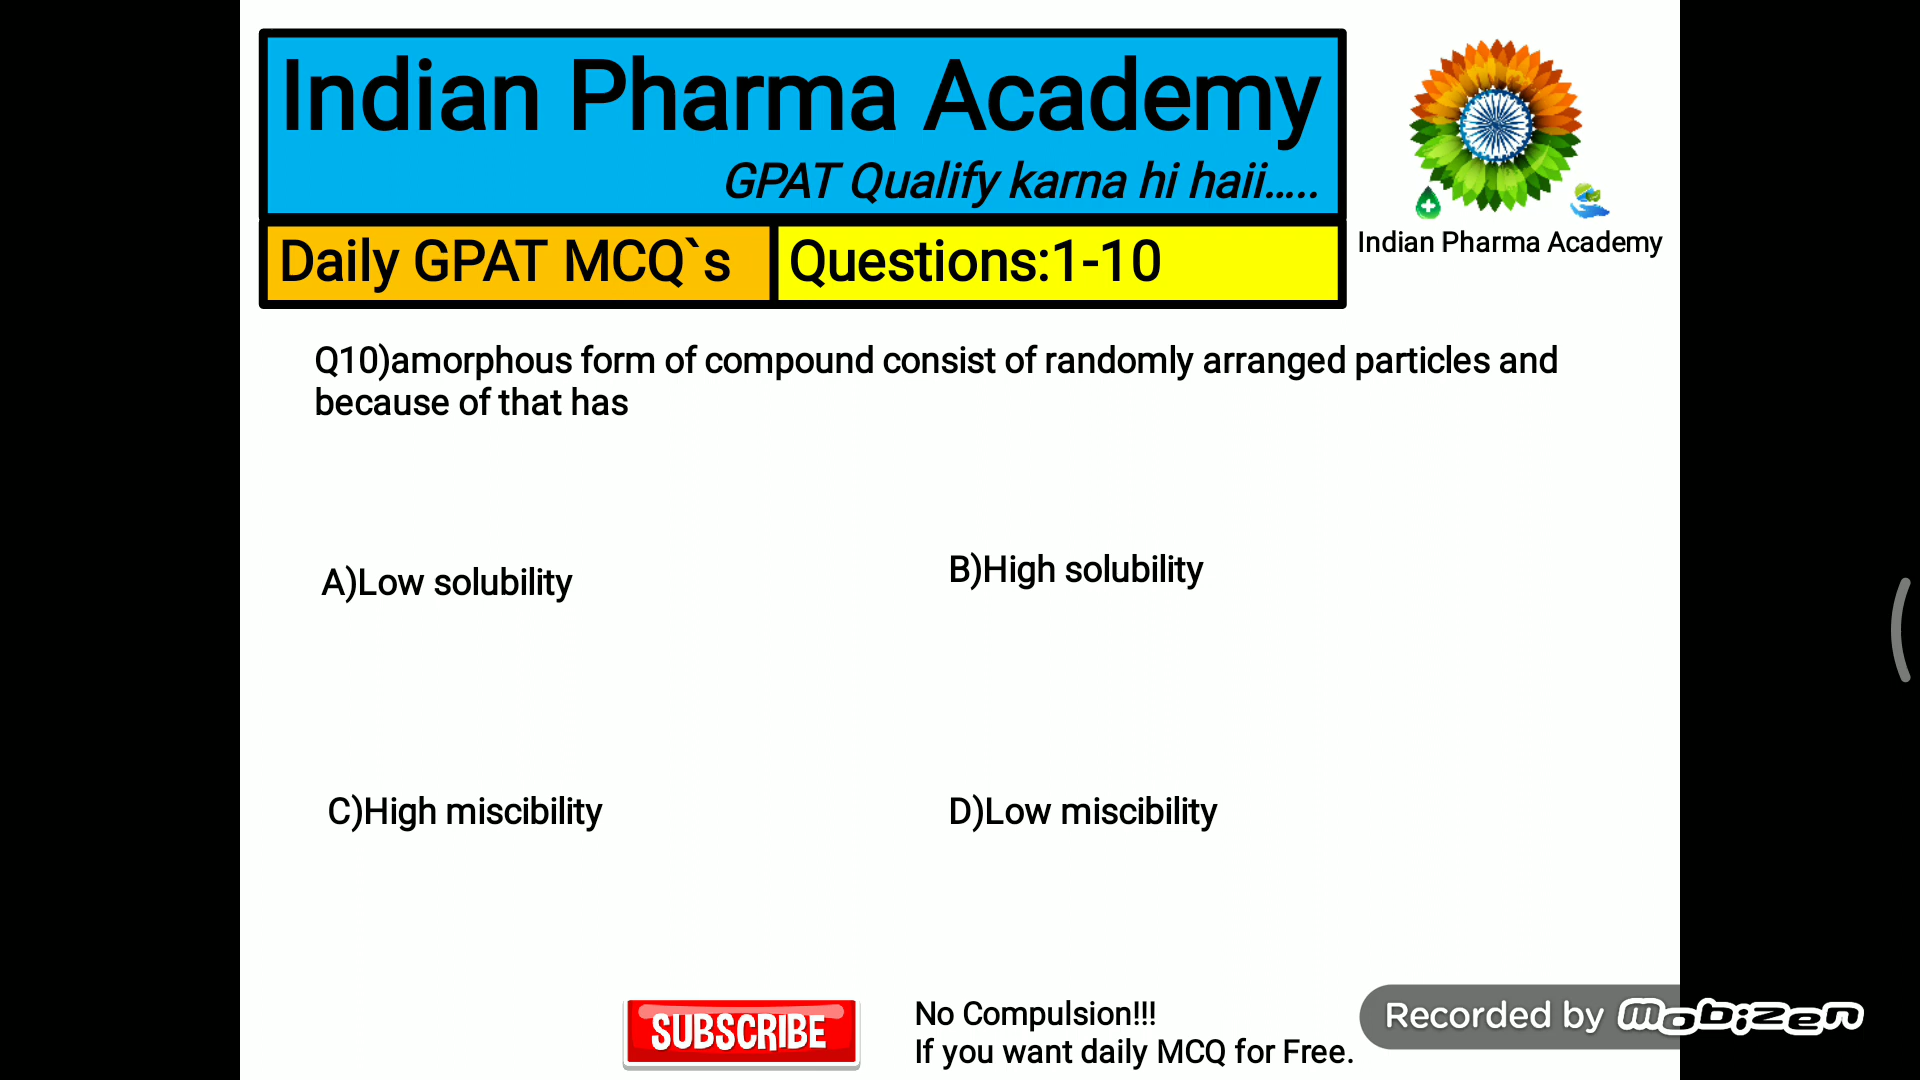 Indian Pharma Academy
GPAT Qualify karna hi haii.....
Daily GPAT MCQ`s
Questions:1-10
Indian Pharma Academy
Q10)amorphous form of compound consist of randomly arranged particles and
because of that has
A)Low solubility
B)High solubility
C)High miscibility
D)Low miscibility
SUBSCRIBE
No Compulsion!!!
If you want daily MCQ for Free.
Recorded by mobizen